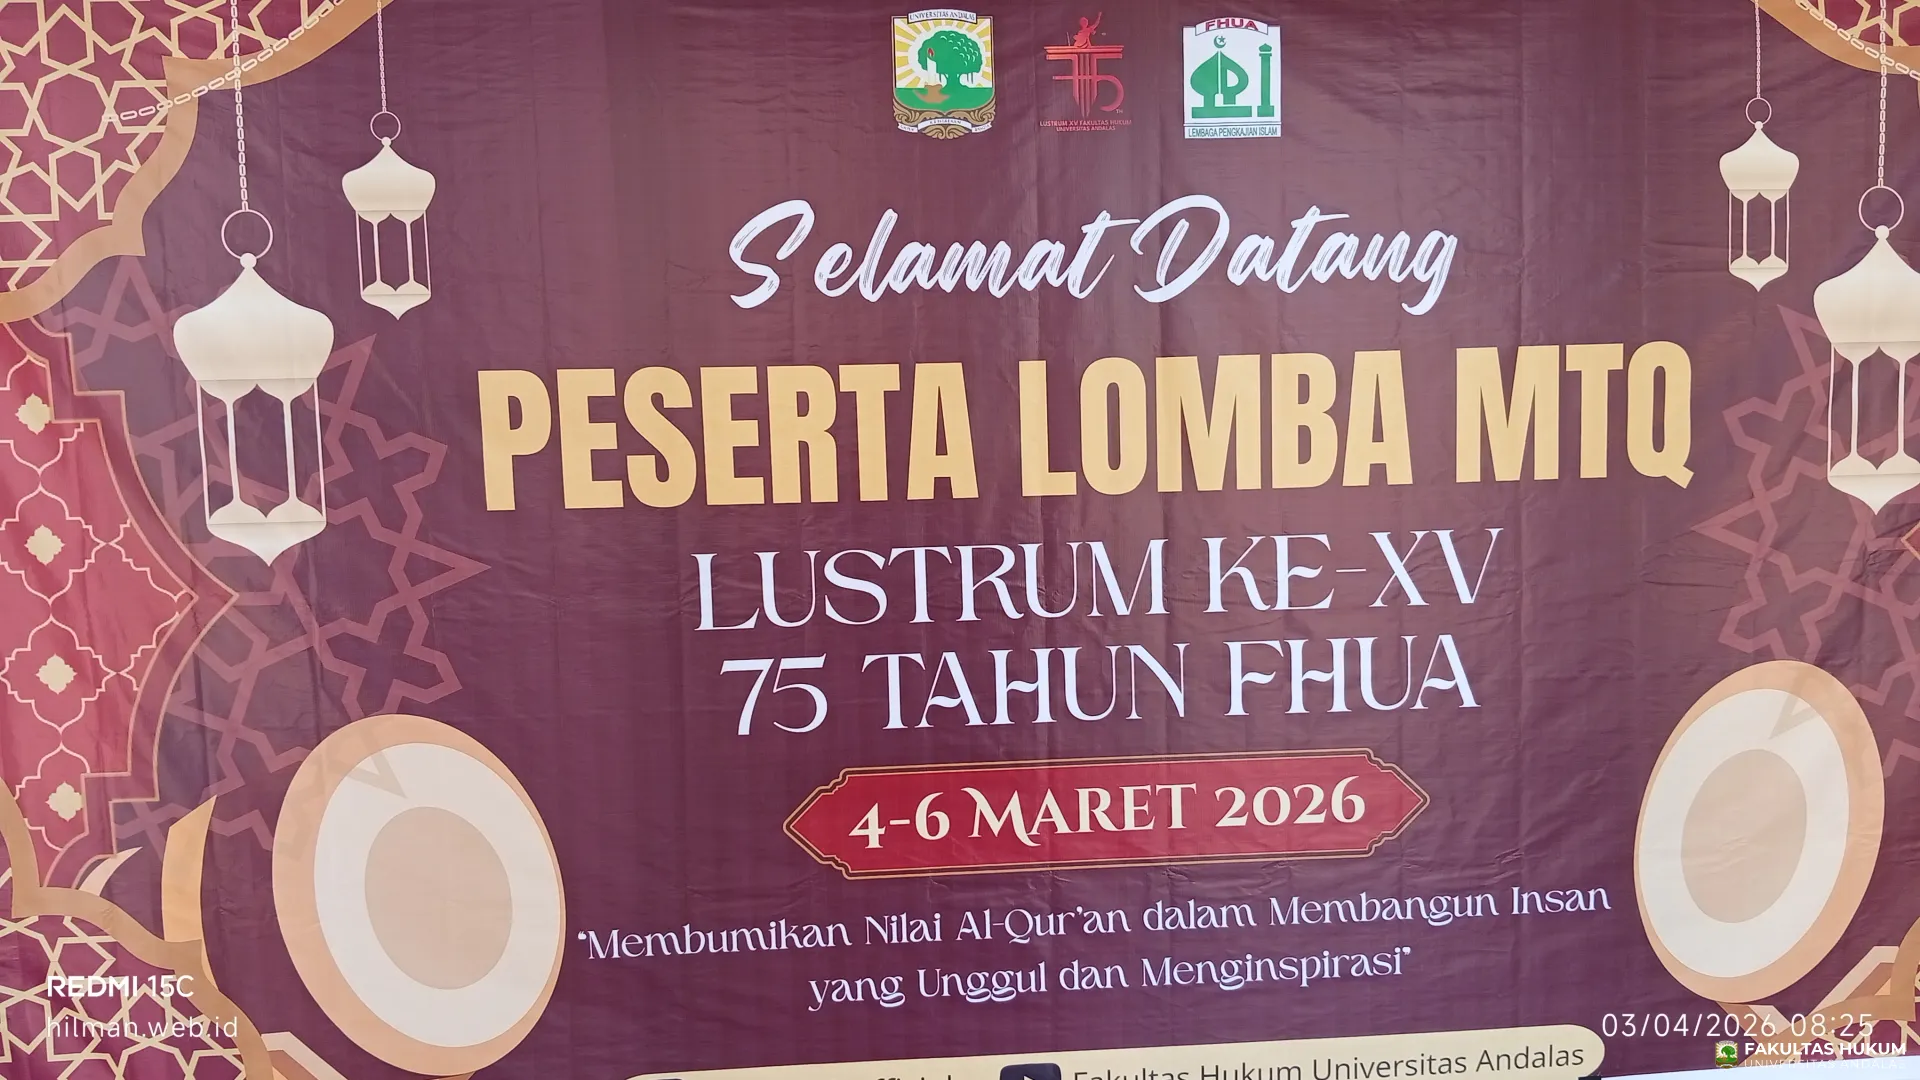 UNIVERSITAS ANDALAS
FHUA
LUSTRUM XV FAKULTAS HUKUM
UNIVERSITAS ANDALAS
LEMBAGA PENGKAJIAN ISLAM
Selamat Datang
PESERTA LOMBA MTQ
LUSTRUM KE-XV
75 TAHUN FHUA
4-6 MARET 2026
"Membumikan Nilai Al-Qur'an dalam Membangun Insan
yang Unggul dan Menginspirasi"
Fakultas Hukum Universitas Andalas
REDMI 15C
hilman.web.id
03/04/2026 08:25
FAKULTAS HUKUM
UNIVERSITAS ANDALAS